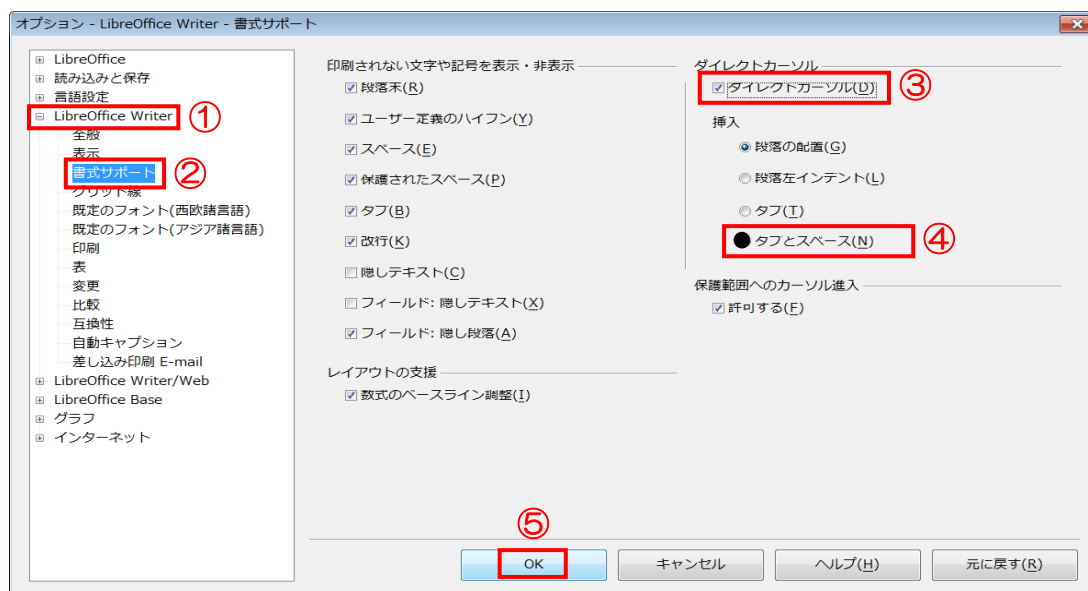 オプション - LibreOffice Writer - 書式サポート
LibreOffice
読み込みと保存
言語設定
LibreOffice Writer
①
全般
表示
書式サポート
②
グリッド線
既定のフォント(西欧諸言語)
既定のフォント(アジア諸言語)
印刷
表
変更
比較
互換性
自動キャプション
差し込み印刷 E-mail
LibreOffice Writer/Web
LibreOffice Base
グラフ
インターネット
印刷されない文字や記号を表示・非表示
段落末(R)
ユーザー定義のハイフン(Y)
スペース(E)
保護されたスペース(P)
タブ(B)
改行(K)
隠しテキスト(C)
フィールド: 隠しテキスト(X)
フィールド: 隠し段落(A)
レイアウトの支援
数式のベースライン調整(I)
ダイレクトカーソル
ダイレクトカーソル(D)
③
挿入
段落の配置(G)
段落左インデント(L)
タブ(T)
タブとスペース(N)
④
保護範囲へのカーソル進入
許可する(F)
⑤
OK
キャンセル
ヘルプ(H)
元に戻す(R)